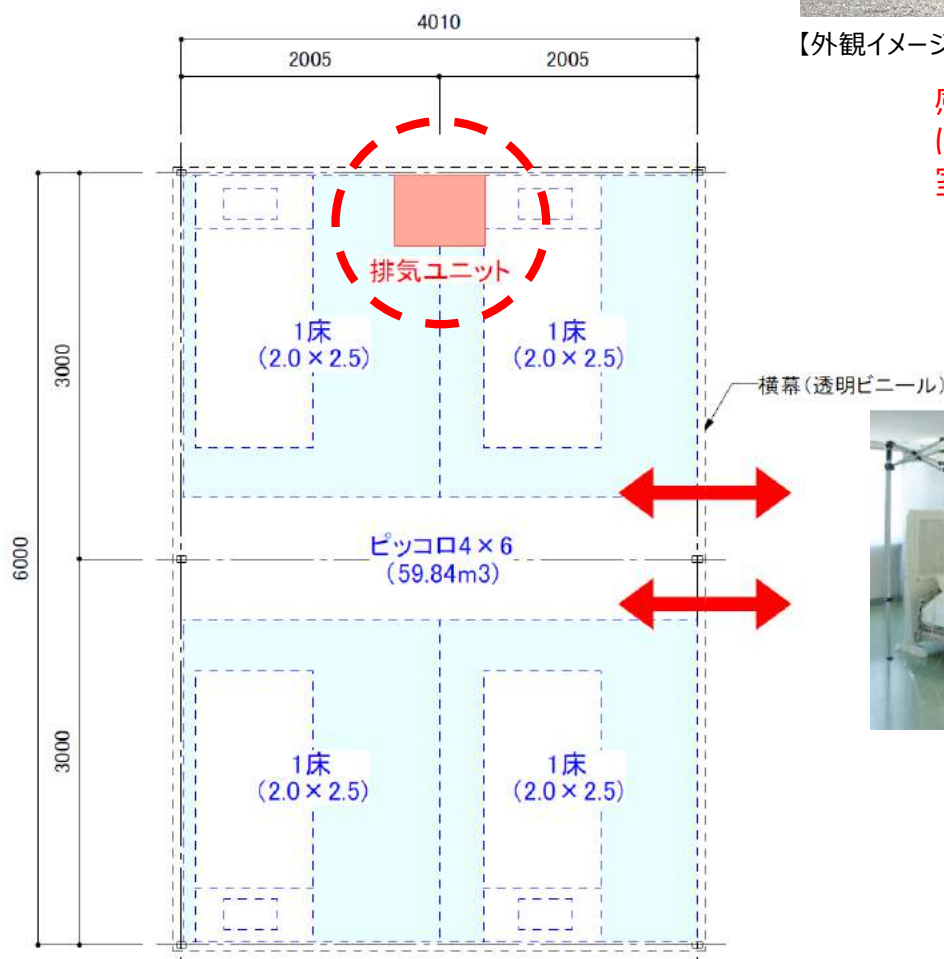 4010
2005
2005
【外観イメージ
排気ユニット
3000
1床
(2.0×2.5)
1床
(2.0×2.5)
横幕(透明ビニール)
6000
ピッコロ4×6
(59.84m3)
3000
1床
(2.0×2.5)
1床
(2.0×2.5)